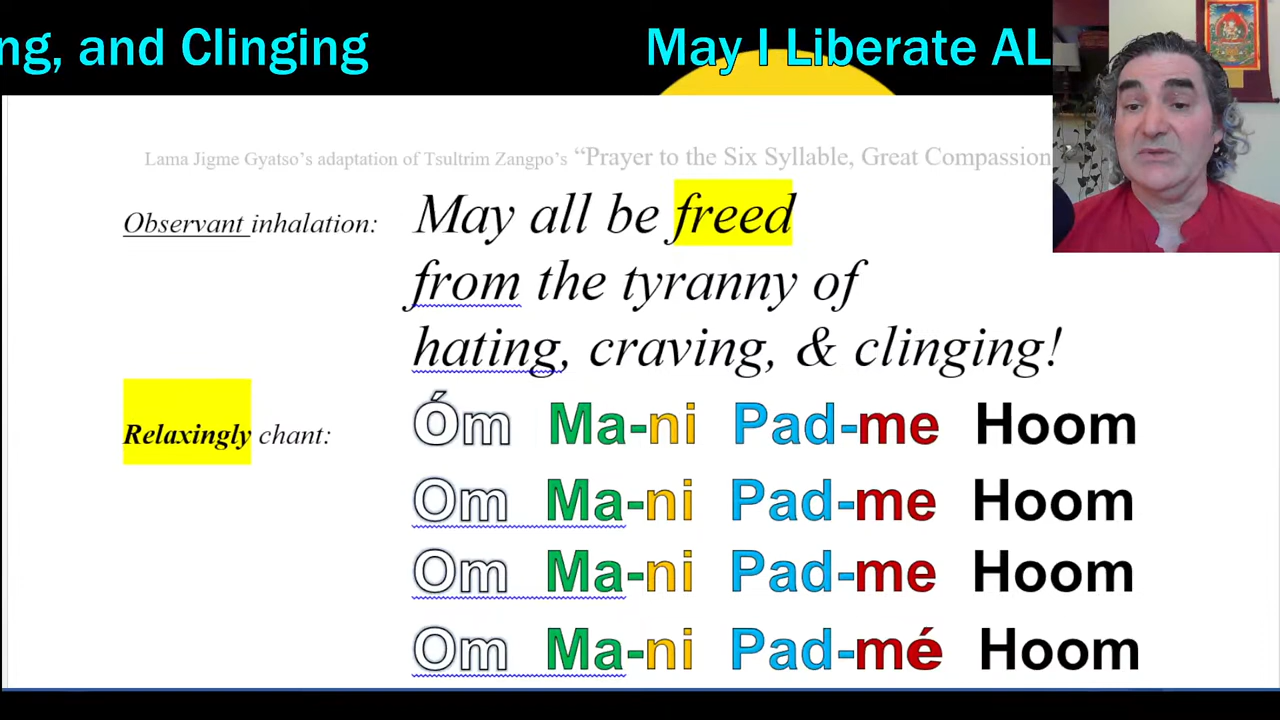 ng, and Clinging May I Liberate AL
Lama Jigme Gyatso's adaptation of Tsultrim Zangpo's “Prayer to the Six Syllable, Great Compassion
Observant inhalation: May all be freed
from the tyranny of
hating, craving, & clinging!
Relaxingly chant: Óm Ma-ni Pad-me Hoom
Om Ma-ni Pad-me Hoom
Om Ma-ni Pad-me Hoom
Om Ma-ni Pad-mé Hoom